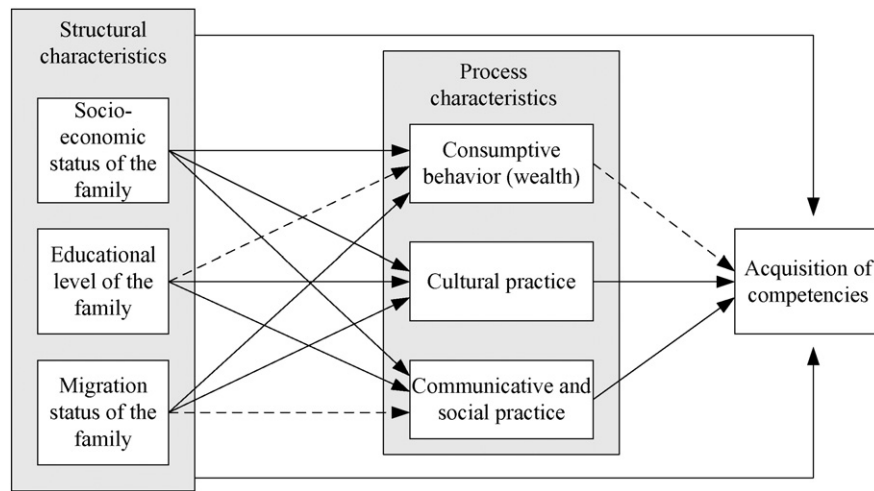 Structural
characteristics
Socio-
economic
status of the
family
Educational
level of the
family
Migration
status of the
family
Process
characteristics
Consumptive
behavior (wealth)
Cultural practice
Communicative and
social practice
Acquisition of
competencies